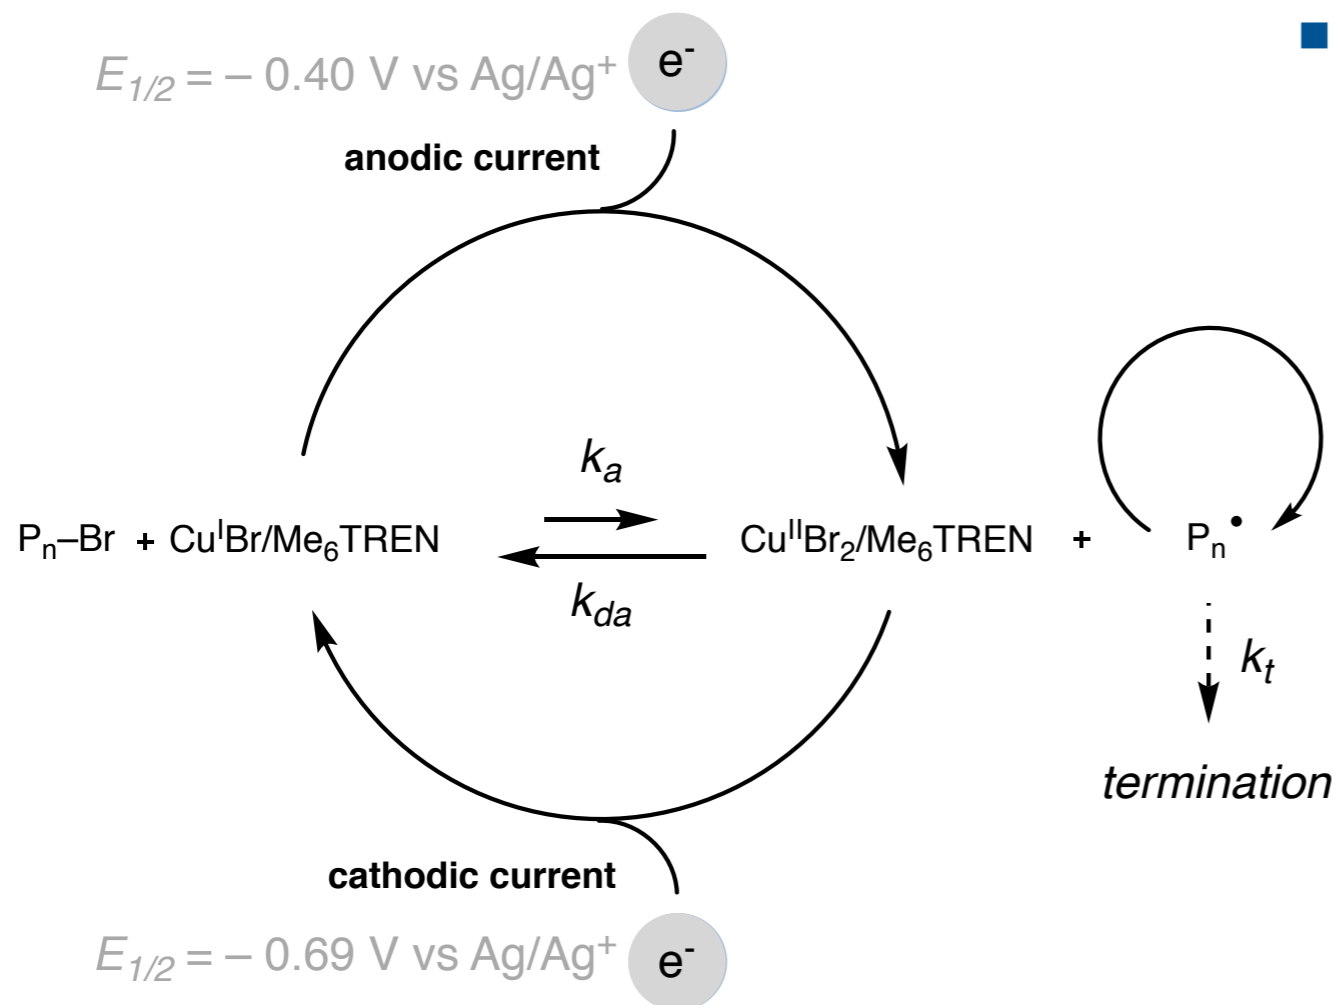 E₁/₂ = – 0.40 V vs Ag/Ag⁺
e⁻
anodic current
kₐ
Pₙ–Br + CuᴵBr/Me₆TREN
CuᴵᴵBr₂/Me₆TREN + Pₙ•
k_da
kₜ
termination
cathodic current
E₁/₂ = – 0.69 V vs Ag/Ag⁺
e⁻